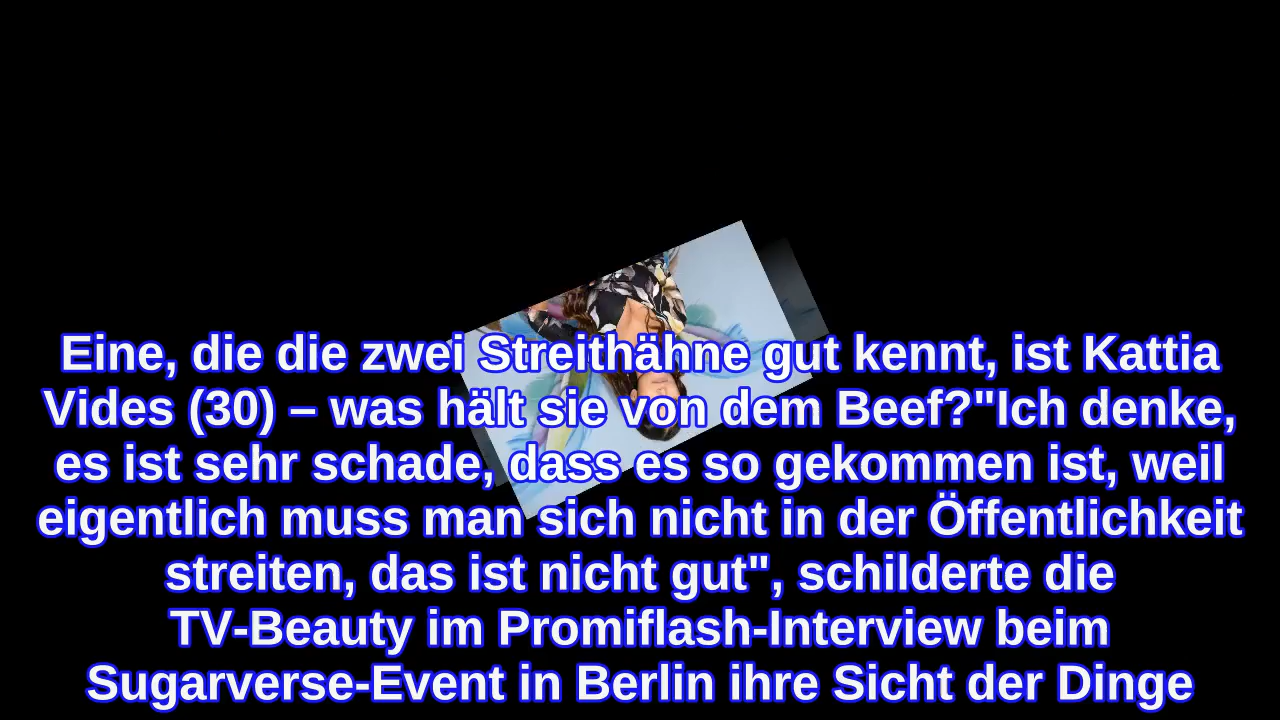 Eine, die die zwei Streithähne gut kennt, ist Kattia
Vides (30) – was hält sie von dem Beef?"Ich denke,
es ist sehr schade, dass es so gekommen ist, weil
eigentlich muss man sich nicht in der Öffentlichkeit
streiten, das ist nicht gut", schilderte die
TV-Beauty im Promiflash-Interview beim
Sugarverse-Event in Berlin ihre Sicht der Dinge